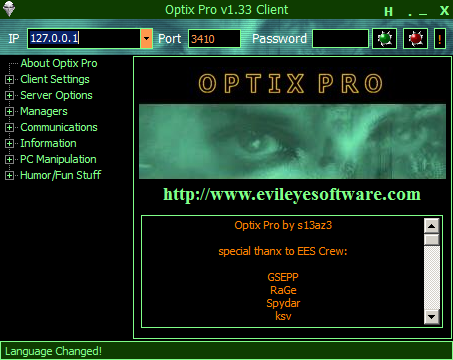 Optix Pro v1.33 Client
H . _ X
IP 127.0.0.1 Port 3410 Password !
About Optix Pro
Client Settings
Server Options
Managers
Communications
Information
PC Manipulation
Humor/Fun Stuff
OPTIX PRO
http://www.evileyesoftware.com
Optix Pro by s13az3
special thanx to EES Crew:
GSEPP
RaGe
Spydar
ksv
Language Changed!